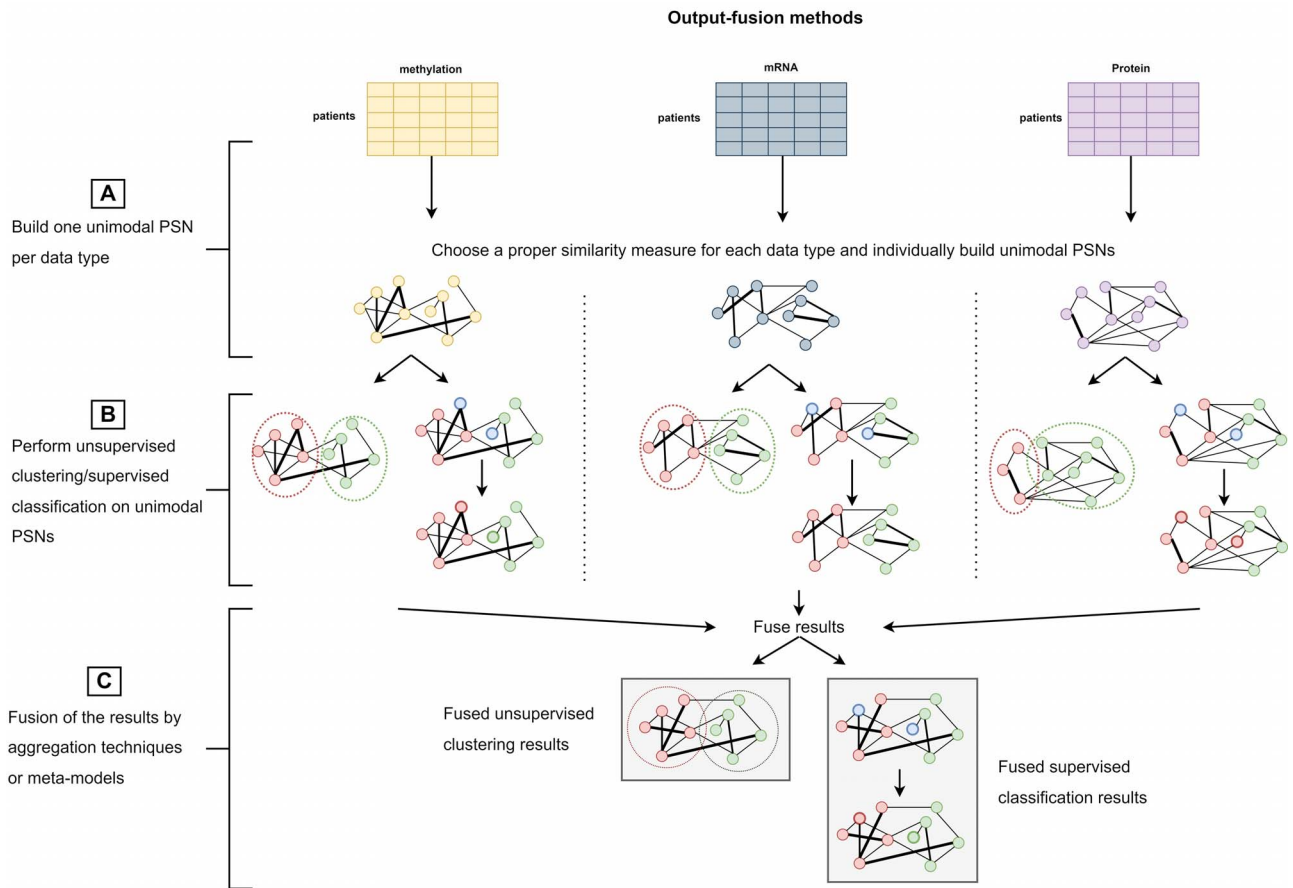 Output-fusion methods
methylation
mRNA
Protein
patients
patients
patients
A
Build one unimodal PSN
per data type
Choose a proper similarity measure for each data type and individually build unimodal PSNs
B
Perform unsupervised
clustering/supervised
classification on unimodal
PSNs
Fuse results
C
Fusion of the results by
aggregation techniques
or meta-models
Fused unsupervised
clustering results
Fused supervised
classification results